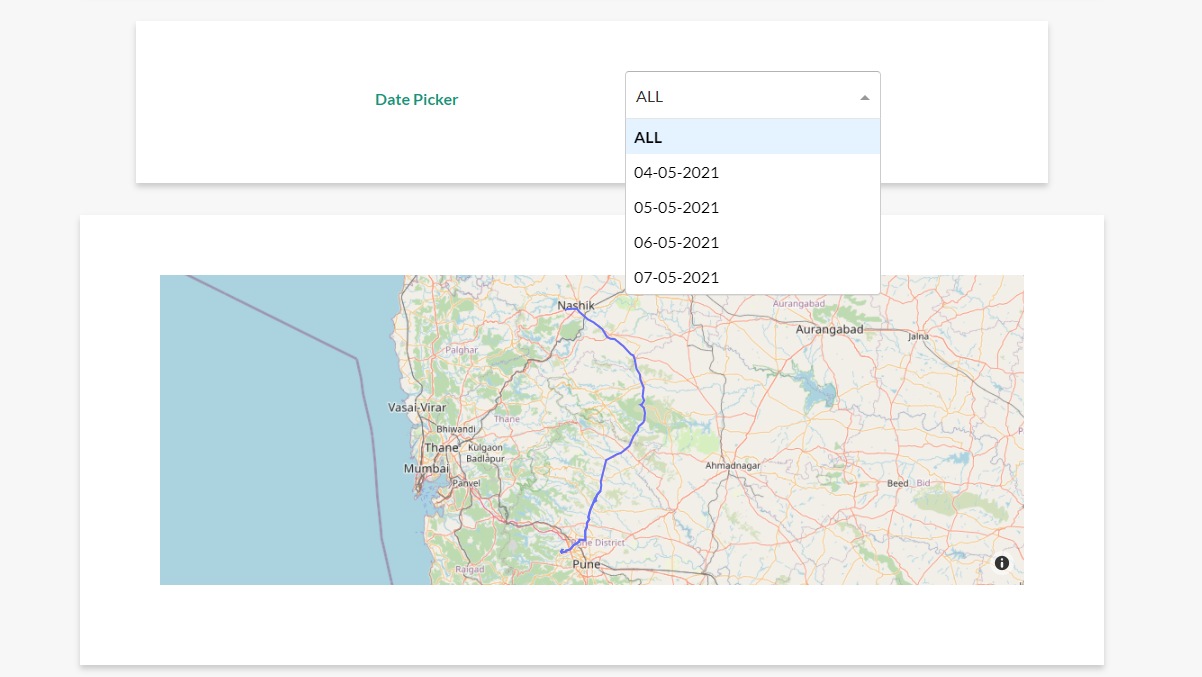 Date Picker
ALL
ALL
04-05-2021
05-05-2021
06-05-2021
07-05-2021
Nashik
Aurangabad
Aurangabad
Jalna
Palghar
Vasai-Virar
Thane
Bhiwandi
Thane
Kulgaon
Badlapur
Mumbai
Ahmadnagar
Panvel
Beed
Bid
Pune District
Pune
Raigad